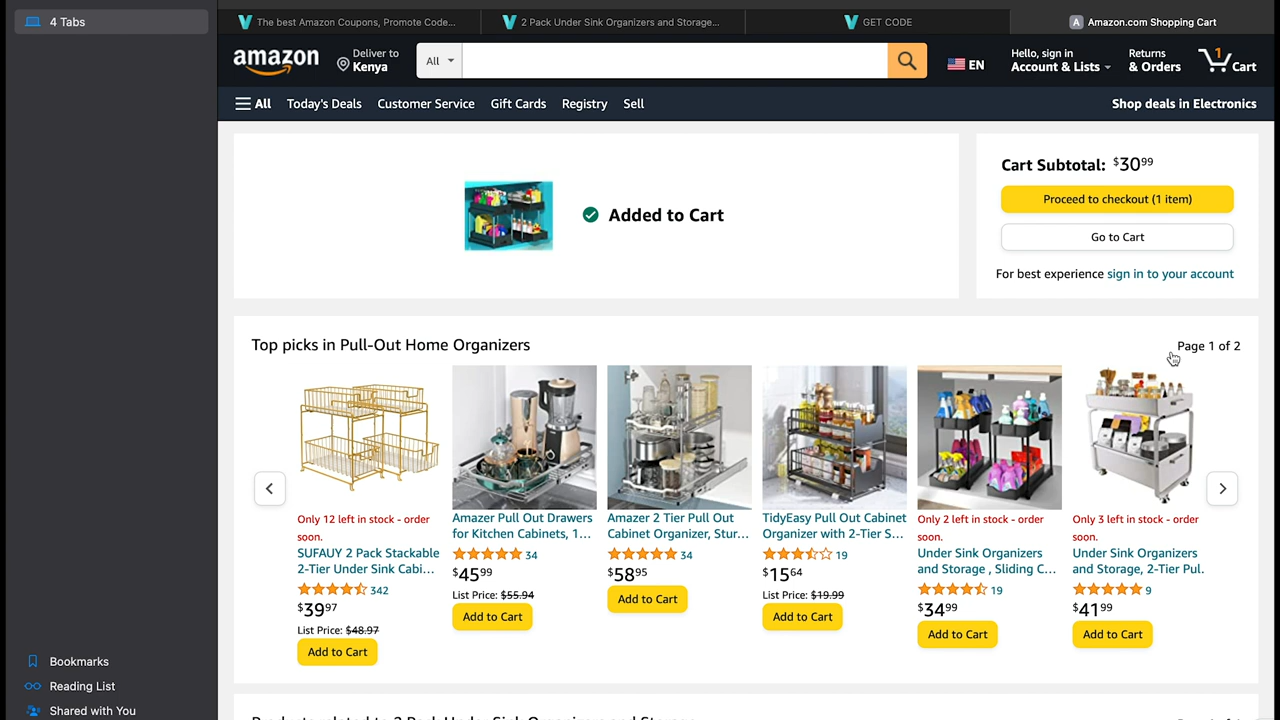 4 Tabs
The best Amazon Coupons, Promote Code...
2 Pack Under Sink Organizers and Storage...
GET CODE
A Amazon.com Shopping Cart
amazon
Deliver to
Kenya
All
EN
Hello, sign in
Account & Lists
Returns
& Orders
1
Cart
All Today's Deals Customer Service Gift Cards Registry Sell
Shop deals in Electronics
Added to Cart
Cart Subtotal: $30.99
Proceed to checkout (1 item)
Go to Cart
For best experience sign in to your account
Top picks in Pull-Out Home Organizers
Page 1 of 2
Only 12 left in stock - order
soon.
SUFAUY 2 Pack Stackable
2-Tier Under Sink Cabi...
342
$39.97
List Price: $48.97
Add to Cart
Amazer Pull Out Drawers
for Kitchen Cabinets, 1...
34
$45.99
List Price: $55.94
Add to Cart
Amazer 2 Tier Pull Out
Cabinet Organizer, Stur...
34
$58.95
Add to Cart
TidyEasy Pull Out Cabinet
Organizer with 2-Tier S...
19
$15.64
List Price: $19.99
Add to Cart
Only 2 left in stock - order
soon.
Under Sink Organizers
and Storage , Sliding C...
19
$34.99
Add to Cart
Only 3 left in stock - order
soon.
Under Sink Organizers
and Storage, 2-Tier Pul.
9
$41.99
Add to Cart
Bookmarks
Reading List
Shared with You
Products related to 2 Pack Under Sink Organizers and Storage